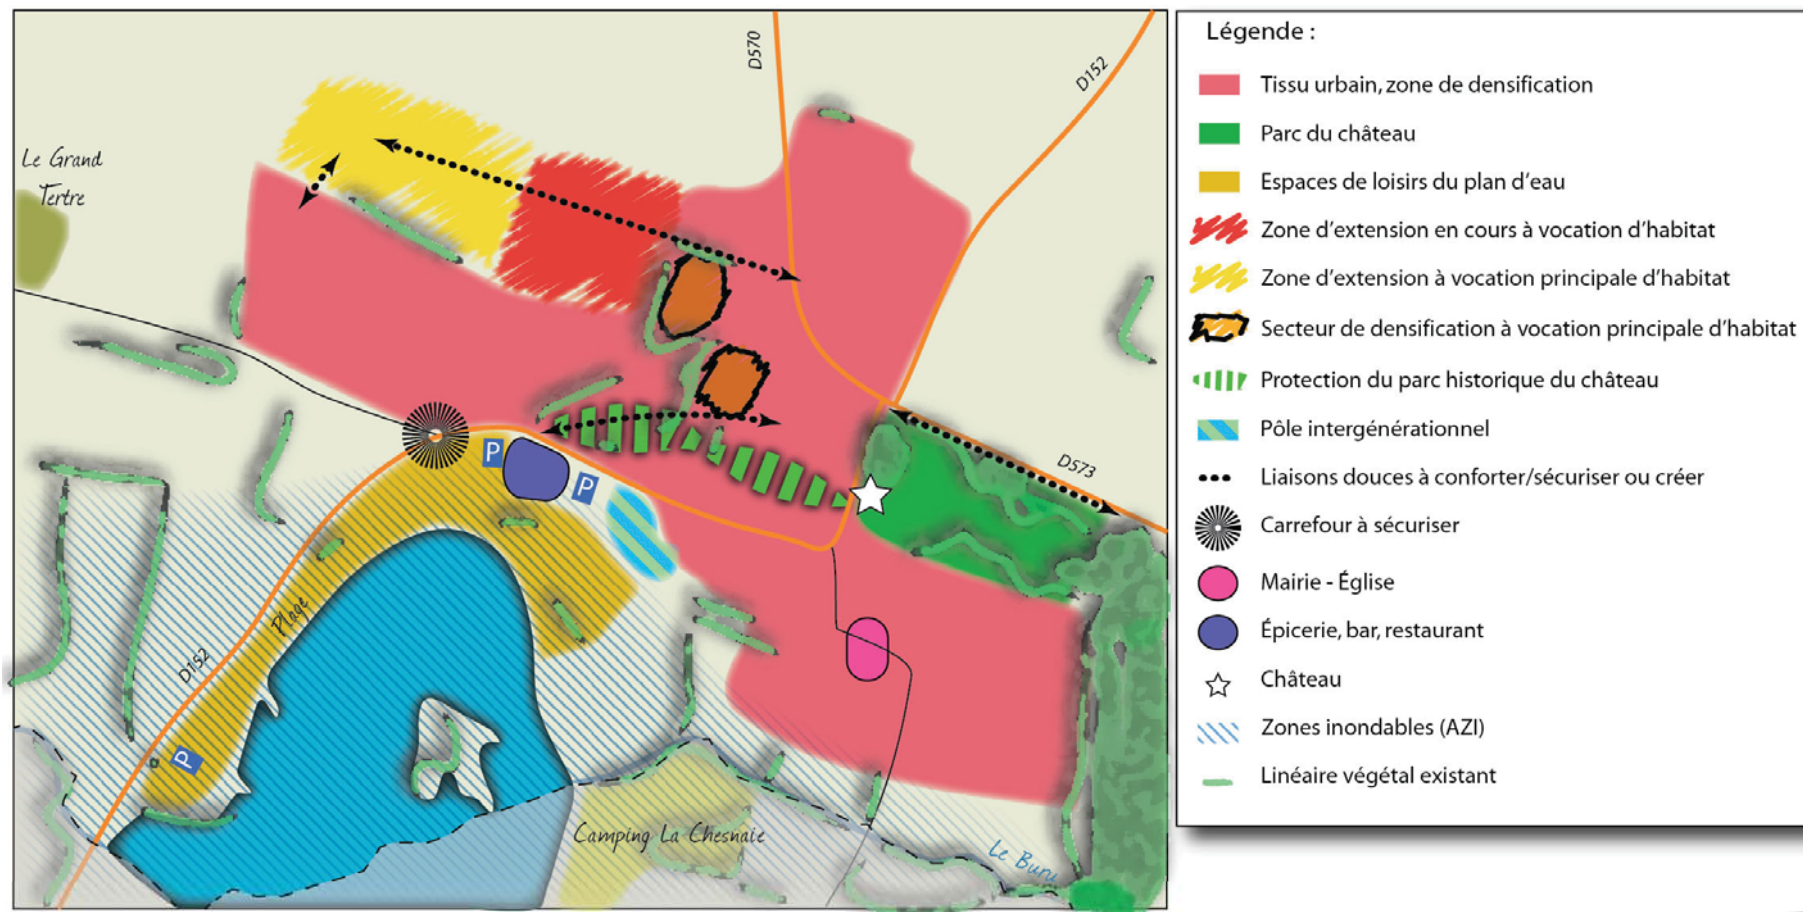 D570
D152
Le Grand
Tertre
D573
P
P
Plage
D152
P
Camping La Chesnaie
Le Buru
Légende :
Tissu urbain, zone de densification
Parc du château
Espaces de loisirs du plan d'eau
Zone d'extension en cours à vocation d'habitat
Zone d'extension à vocation principale d'habitat
Secteur de densification à vocation principale d'habitat
Protection du parc historique du château
Pôle intergénérationnel
Liaisons douces à conforter/sécuriser ou créer
Carrefour à sécuriser
Mairie - Église
Épicerie, bar, restaurant
Château
Zones inondables (AZI)
Linéaire végétal existant